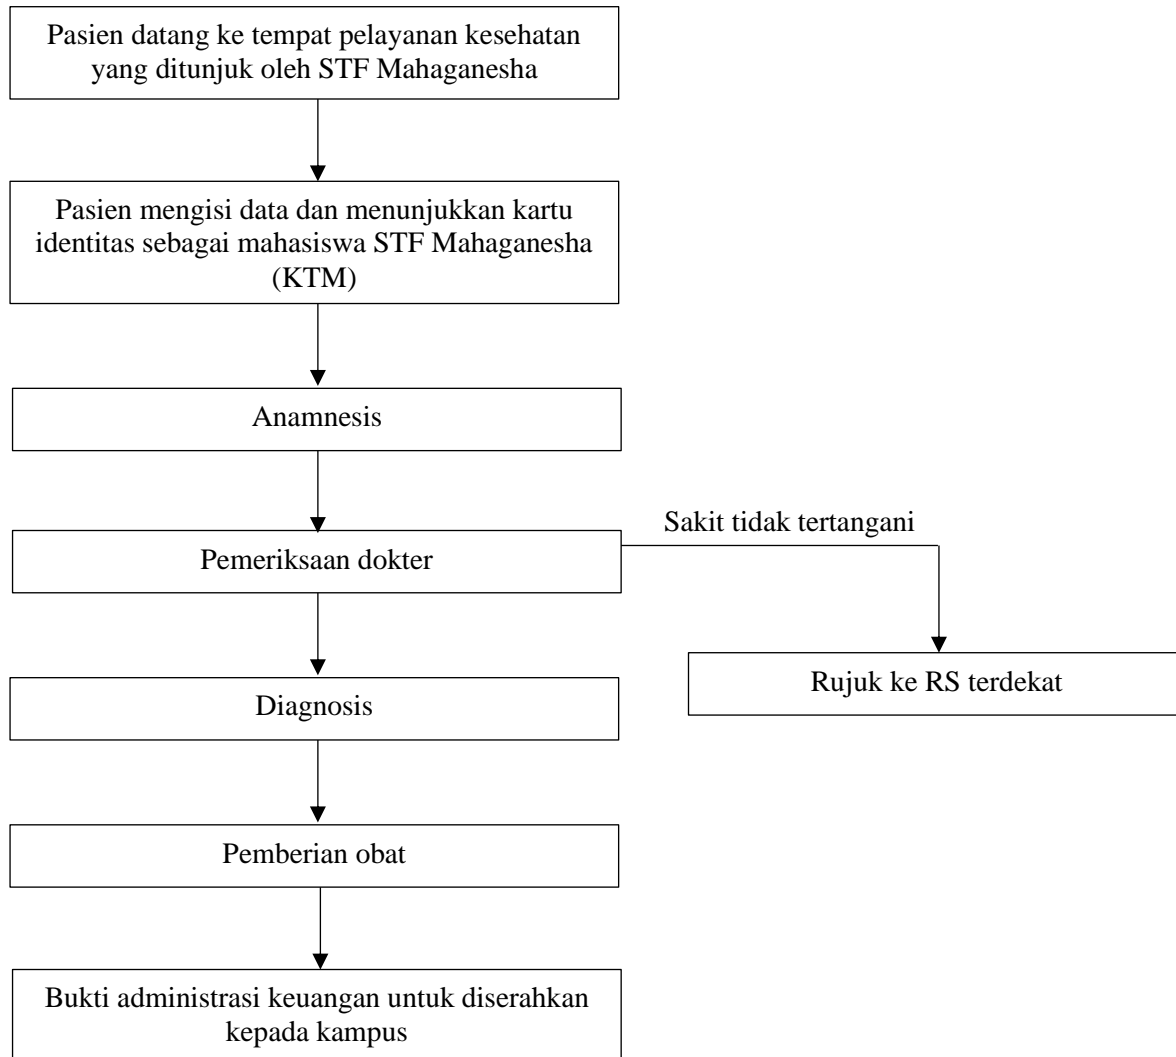 Pasien datang ke tempat pelayanan kesehatan
yang ditunjuk oleh STF Mahaganesha
Pasien mengisi data dan menunjukkan kartu
identitas sebagai mahasiswa STF Mahaganesha
(KTM)
Anamnesis
Sakit tidak tertangani
Pemeriksaan dokter
Rujuk ke RS terdekat
Diagnosis
Pemberian obat
Bukti administrasi keuangan untuk diserahkan
kepada kampus